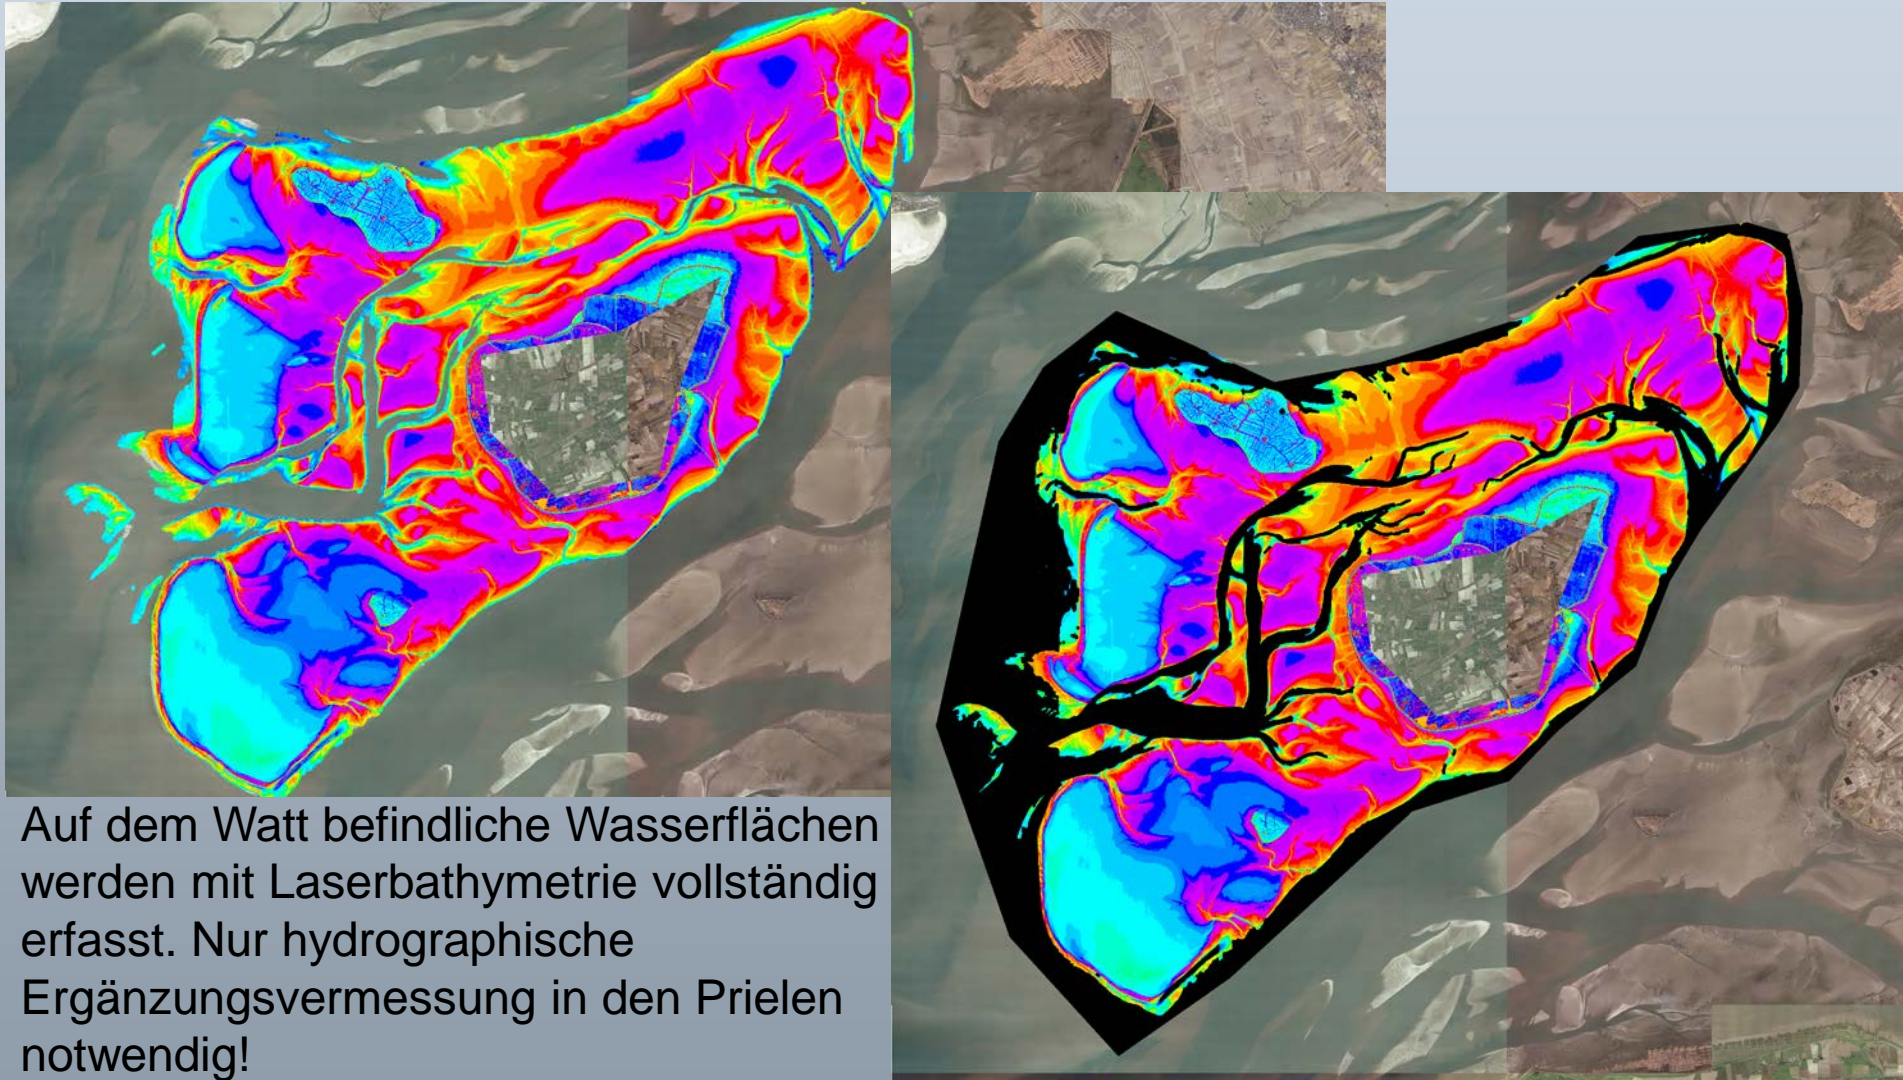 Auf dem Watt befindliche Wasserflächen
werden mit Laserbathymetrie vollständig
erfasst. Nur hydrographische
Ergänzungsvermessung in den Prielen
notwendig!